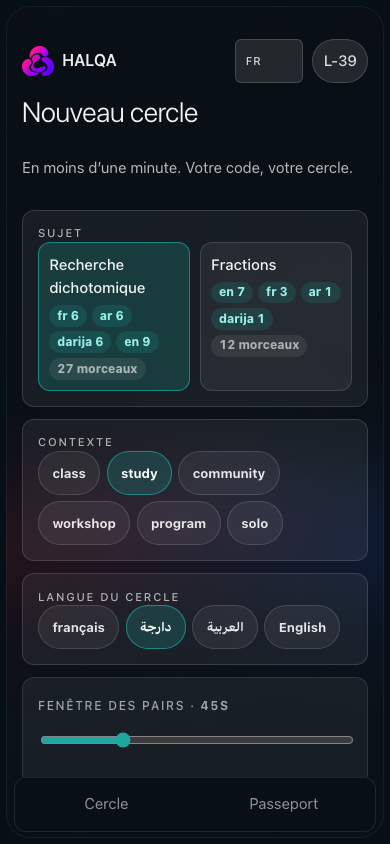 HALQA
FR
L-39
Nouveau cercle
En moins d’une minute. Votre code, votre cercle.
SUJET
Recherche
dichotomique
fr 6 ar 6
darija 6 en 9
27 morceaux
Fractions
en 7 fr 3 ar 1
darija 1
12 morceaux
CONTEXTE
class study community
workshop program solo
LANGUE DU CERCLE
français دارجة العربية English
FENÊTRE DES PAIRS · 45S
Cercle Passeport